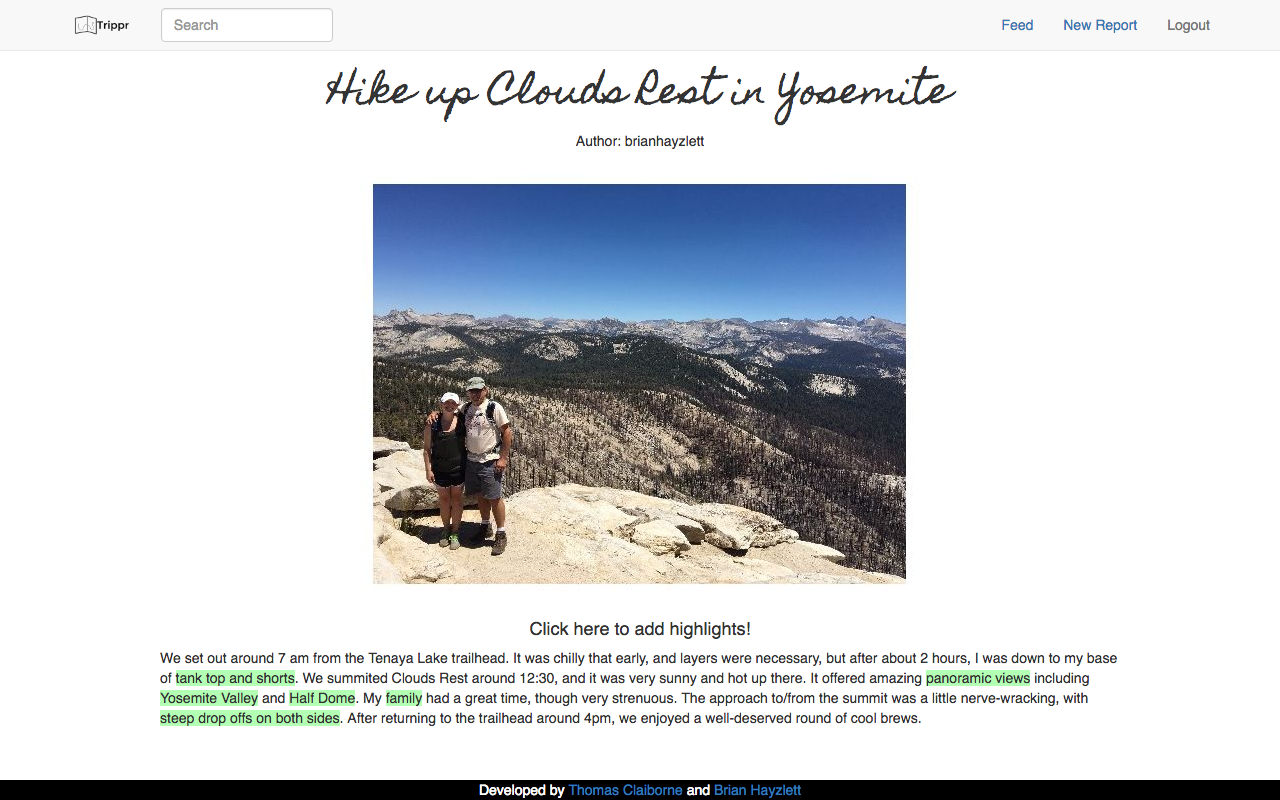 Trippr
Search
Feed
New Report
Logout
Hike up Clouds Rest in Yosemite
Author: brianhayzlett
Click here to add highlights!
We set out around 7 am from the Tenaya Lake trailhead. It was chilly that early, and layers were necessary, but after about 2 hours, I was down to my base
of tank top and shorts. We summited Clouds Rest around 12:30, and it was very sunny and hot up there. It offered amazing panoramic views including
Yosemite Valley and Half Dome. My family had a great time, though very strenuous. The approach to/from the summit was a little nerve-wracking, with
steep drop offs on both sides. After returning to the trailhead around 4pm, we enjoyed a well-deserved round of cool brews.
Developed by Thomas Claiborne and Brian Hayzlett